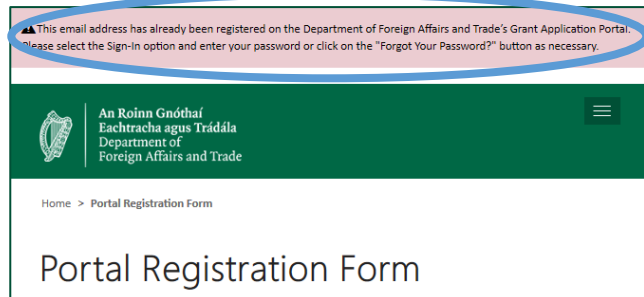 This email address has already been registered on the Department of Foreign Affairs and Trade's Grant Application Portal.
Please select the Sign-In option and enter your password or click on the "Forgot Your Password?" button as necessary.
An Roinn Gnóthaí
Eachtracha agus Trádála
Department of
Foreign Affairs and Trade
Home > Portal Registration Form
Portal Registration Form